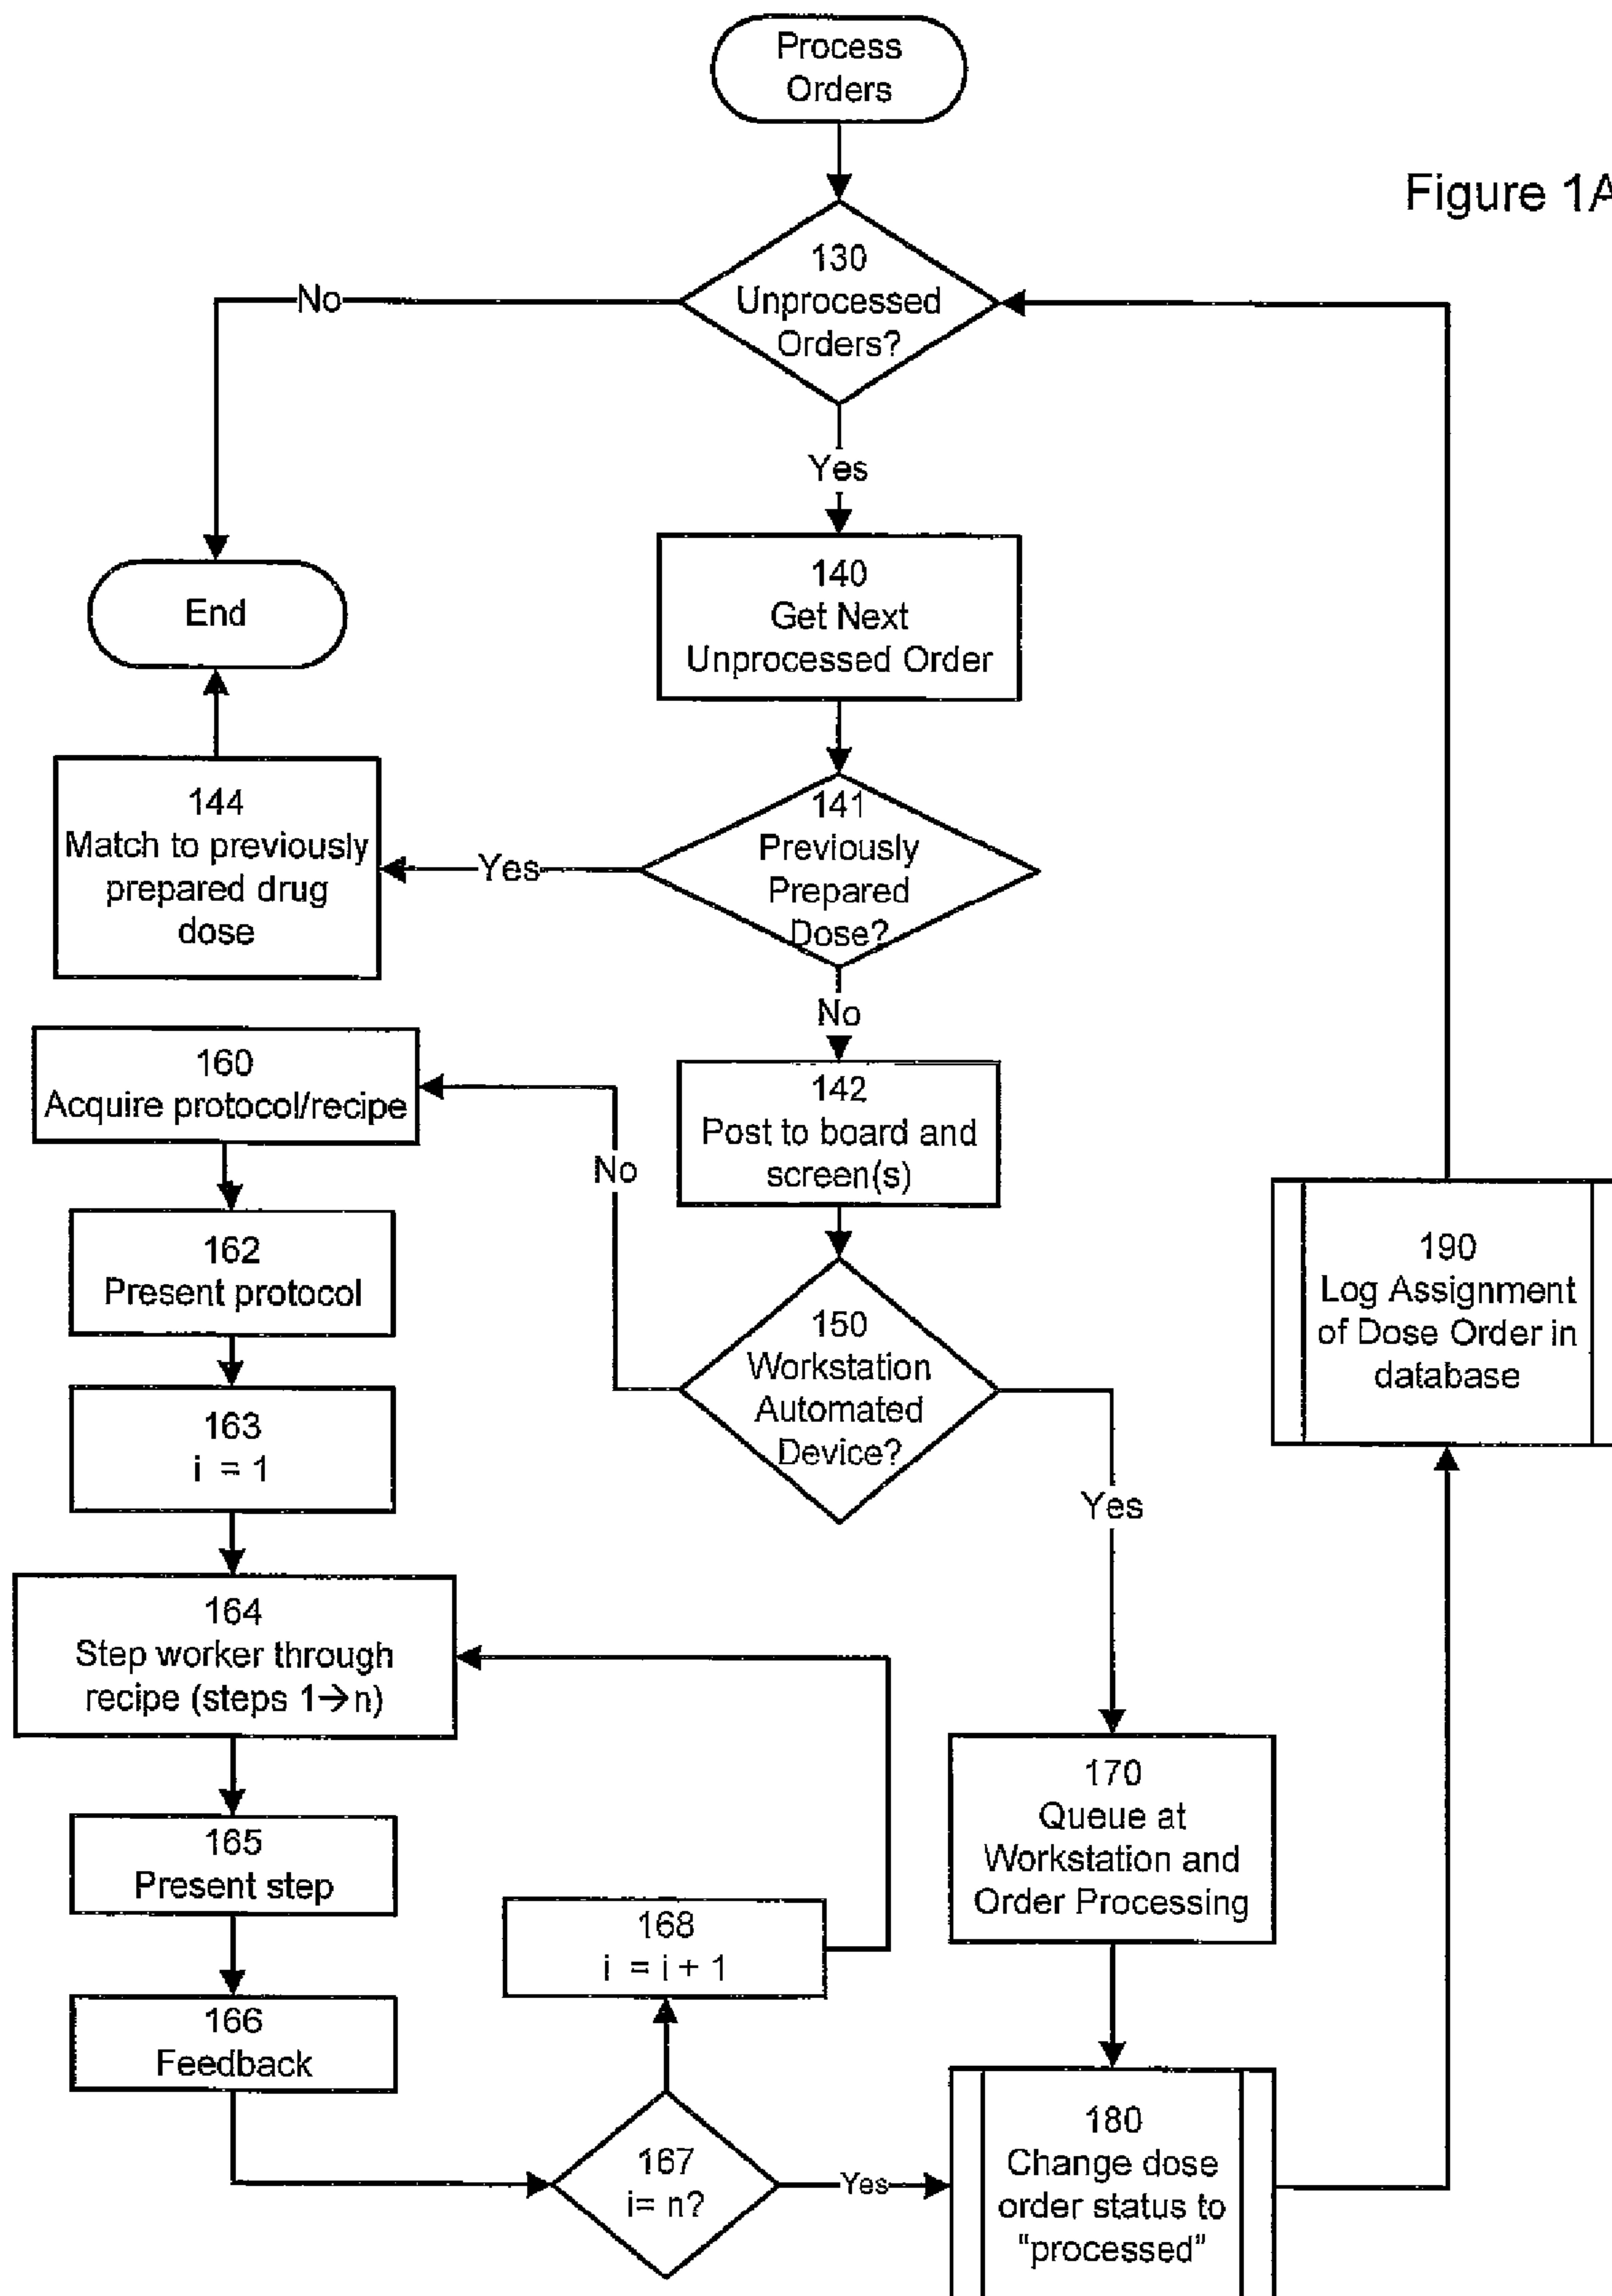 Process
Orders
Figure 1A
130
Unprocessed
Orders?
No
Yes
140
Get Next
Unprocessed Order
End
141
Previously
Prepared
Dose?
Yes
144
Match to previously
prepared drug
dose
No
142
Post to board and
screen(s)
160
Acquire protocol/recipe
No
162
Present protocol
150
Workstation
Automated
Device?
190
Log Assignment
of Dose Order in
database
163
i = 1
Yes
164
Step worker through
recipe (steps 1→n)
170
Queue at
Workstation and
Order Processing
165
Present step
168
i = i + 1
166
Feedback
167
i= n?
Yes
180
Change dose
order status to
“processed”